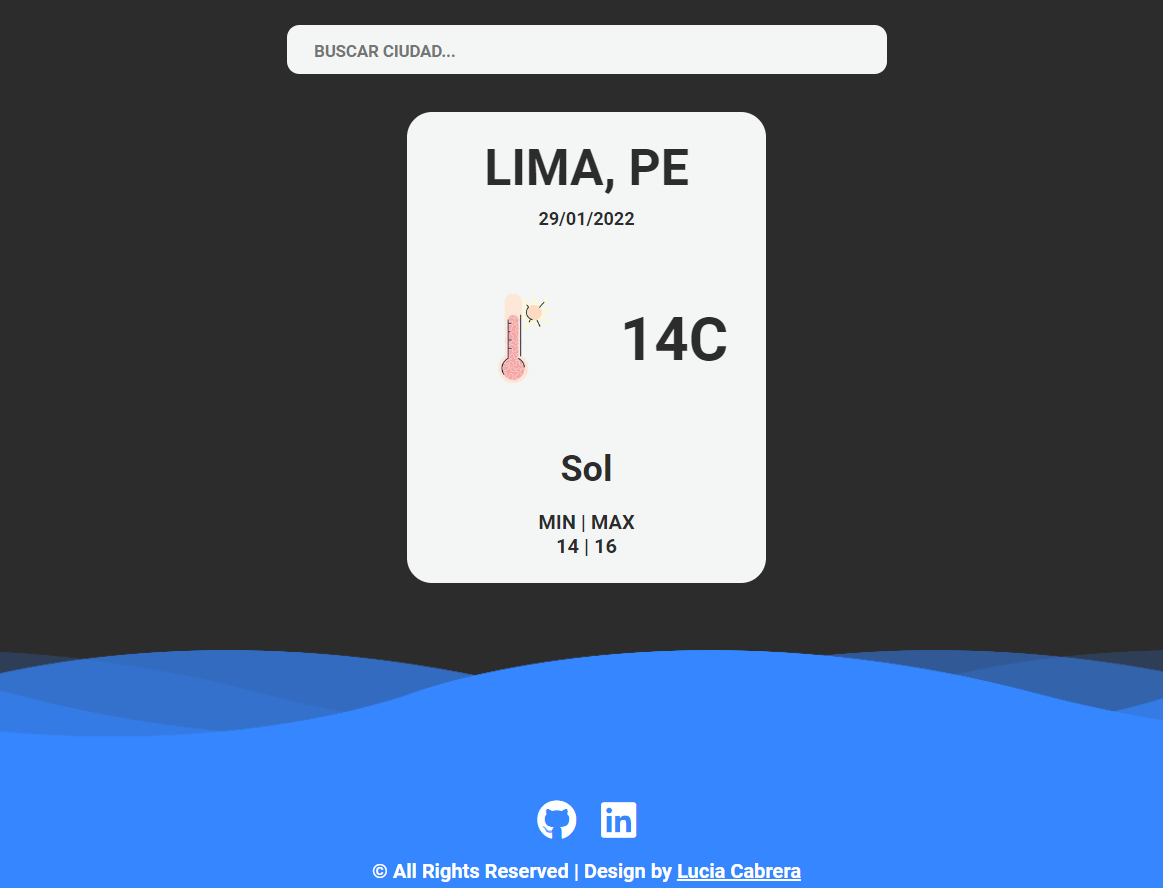 BUSCAR CIUDAD...
LIMA, PE
29/01/2022
14C
Sol
MIN | MAX
14 | 16
in
© All Rights Reserved | Design by Lucia Cabrera